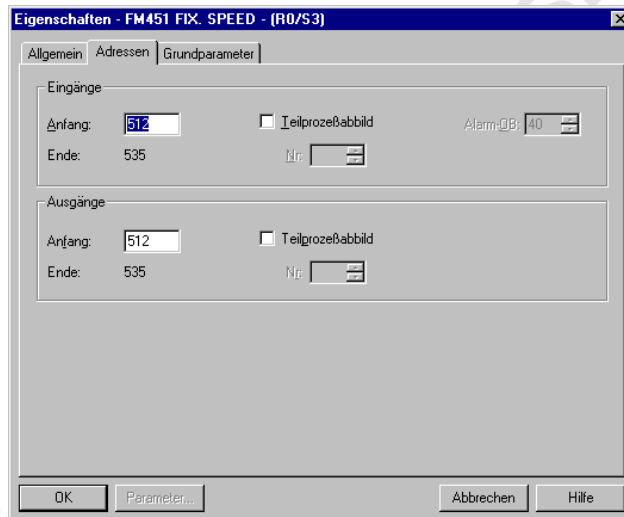 Eigenschaften - FM451 FIX. SPEED - (R0/S3)
Allgemein Adressen Grundparameter
Eingänge
Anfang: 512 Teilprozeßabbild Alarm-OB: 40
Ende: 535 Nr.:
Ausgänge
Anfang: 512 Teilprozeßabbild
Ende: 535 Nr.:
OK Parameter... Abbrechen Hilfe